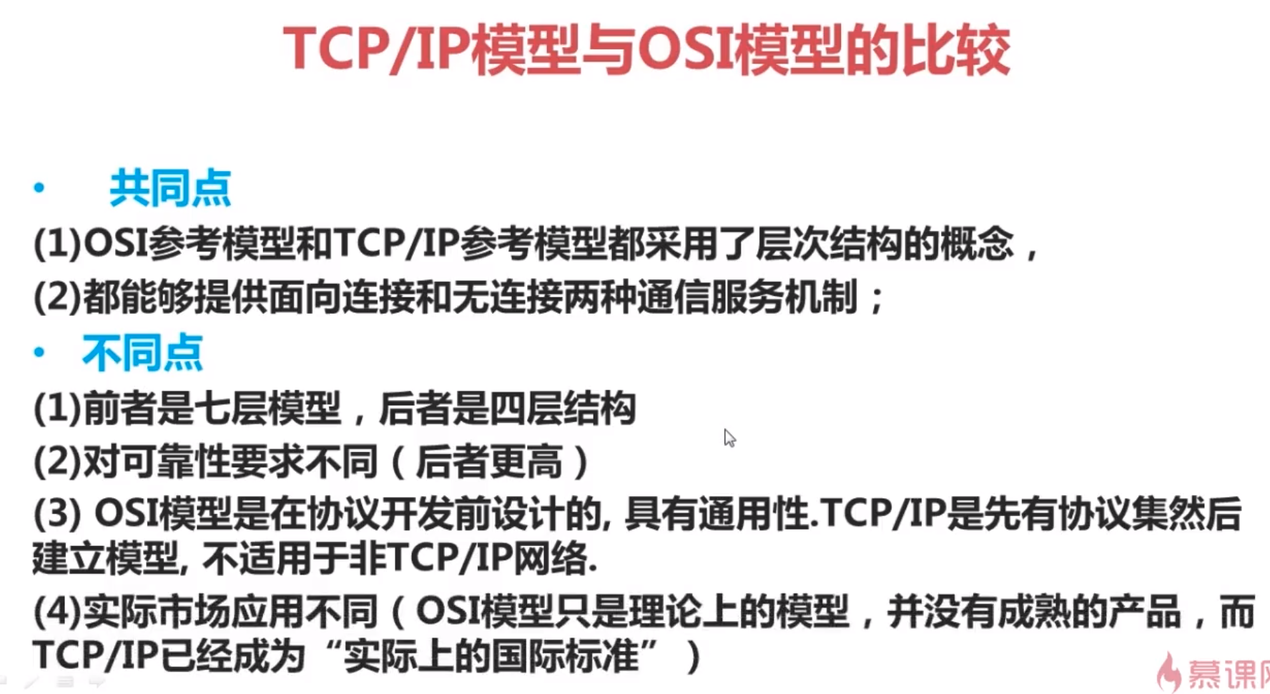 TCP/IP模型与OSI模型的比较
• 共同点
(1)OSI参考模型和TCP/IP参考模型都采用了层次结构的概念，
(2)都能够提供面向连接和无连接两种通信服务机制；
• 不同点
(1)前者是七层模型，后者是四层结构
(2)对可靠性要求不同（后者更高）
(3) OSI模型是在协议开发前设计的, 具有通用性.TCP/IP是先有协议集然后
建立模型, 不适用于非TCP/IP网络.
(4)实际市场应用不同（OSI模型只是理论上的模型，并没有成熟的产品，而
TCP/IP已经成为“实际上的国际标准”）
慕课网